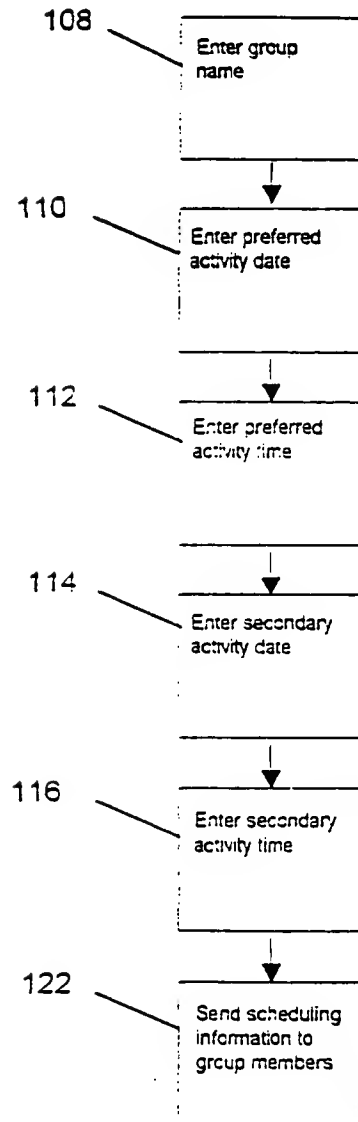 108
Enter group
name
110
Enter preferred
activity date
112
Enter preferred
activity time
114
Enter secondary
activity date
116
Enter secondary
activity time
122
Send scheduling
information to
group members